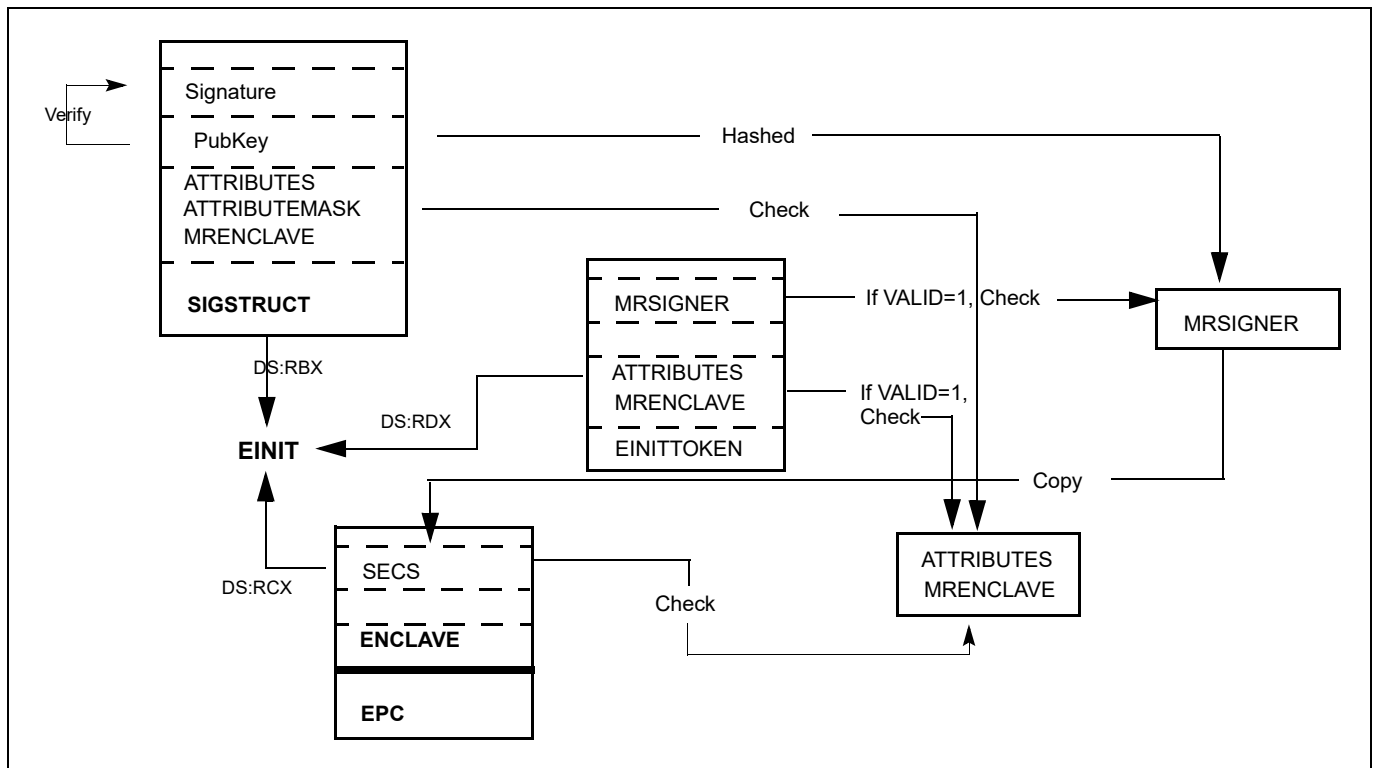 Signature
Verify
PubKey
Hashed
ATTRIBUTES
ATTRIBUTEMASK
MRENCLAVE
Check
SIGSTRUCT
MRSIGNER
If VALID=1, Check
MRSIGNER
DS:RBX
ATTRIBUTES
MRENCLAVE
If VALID=1,
Check
DS:RDX
EINIT
EINITTOKEN
Copy
SECS
DS:RCX
Check
ATTRIBUTES
MRENCLAVE
ENCLAVE
EPC